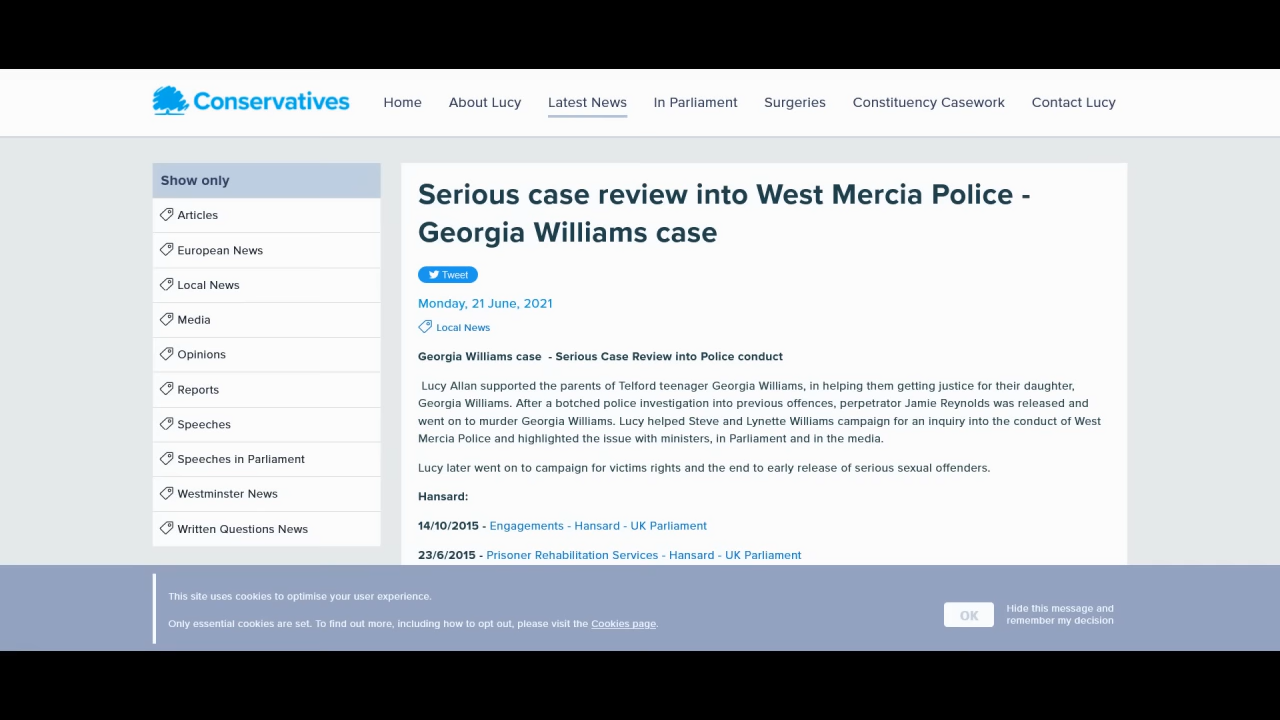 Conservatives
Home
About Lucy
Latest News
In Parliament
Surgeries
Constituency Casework
Contact Lucy
Show only
Articles
European News
Local News
Media
Opinions
Reports
Speeches
Speeches in Parliament
Westminster News
Written Questions News
Serious case review into West Mercia Police -
Georgia Williams case
Tweet
Monday, 21 June, 2021
Local News
Georgia Williams case - Serious Case Review into Police conduct
Lucy Allan supported the parents of Telford teenager Georgia Williams, in helping them getting justice for their daughter,
Georgia Williams. After a botched police investigation into previous offences, perpetrator Jamie Reynolds was released and
went on to murder Georgia Williams. Lucy helped Steve and Lynette Williams campaign for an inquiry into the conduct of West
Mercia Police and highlighted the issue with ministers, in Parliament and in the media.
Lucy later went on to campaign for victims rights and the end to early release of serious sexual offenders.
Hansard:
14/10/2015 - Engagements - Hansard - UK Parliament
23/6/2015 - Prisoner Rehabilitation Services - Hansard - UK Parliament
This site uses cookies to optimise your user experience.
Only essential cookies are set. To find out more, including how to opt out, please visit the Cookies page.
OK
Hide this message and
remember my decision